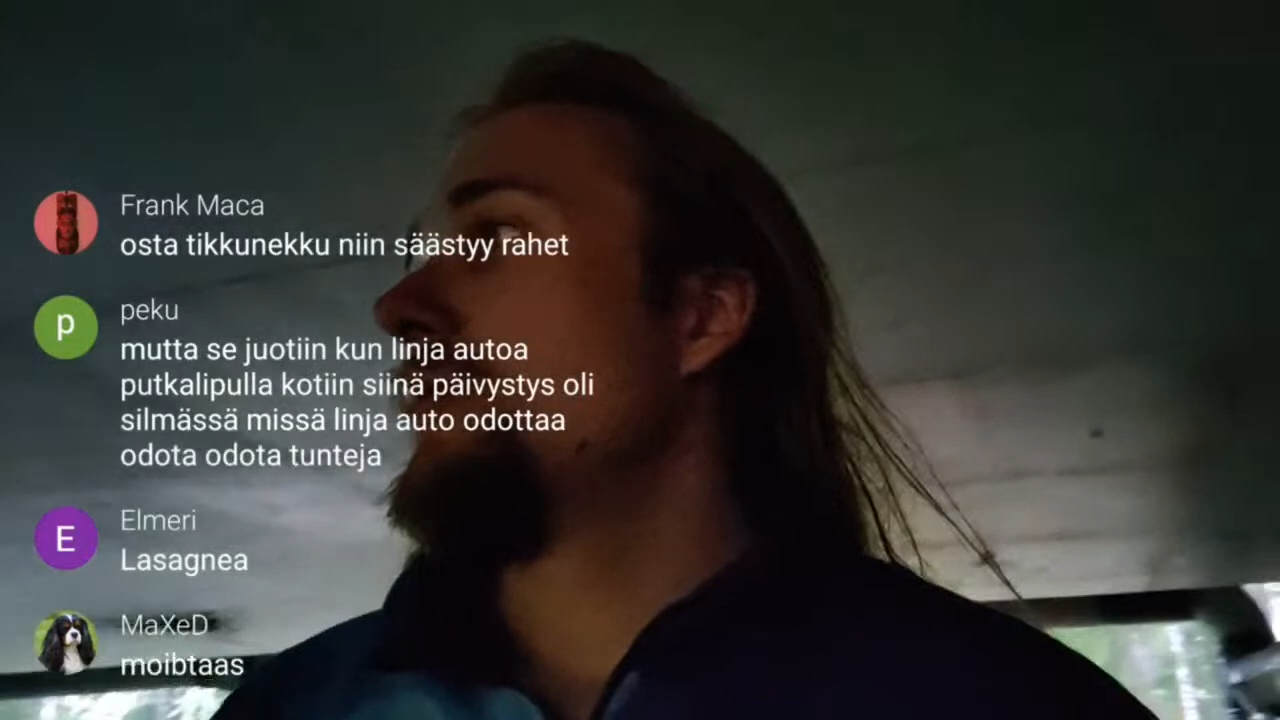 Frank Maca
osta tikkunekku niin säästyy rahet
p
peku
mutta se juotiin kun linja autoa
putkalipulla kotiin siinä päivystys oli
silmässä missä linja auto odottaa
odota odota tunteja
E
Elmeri
Lasagnea
MaXeD
moibtaas